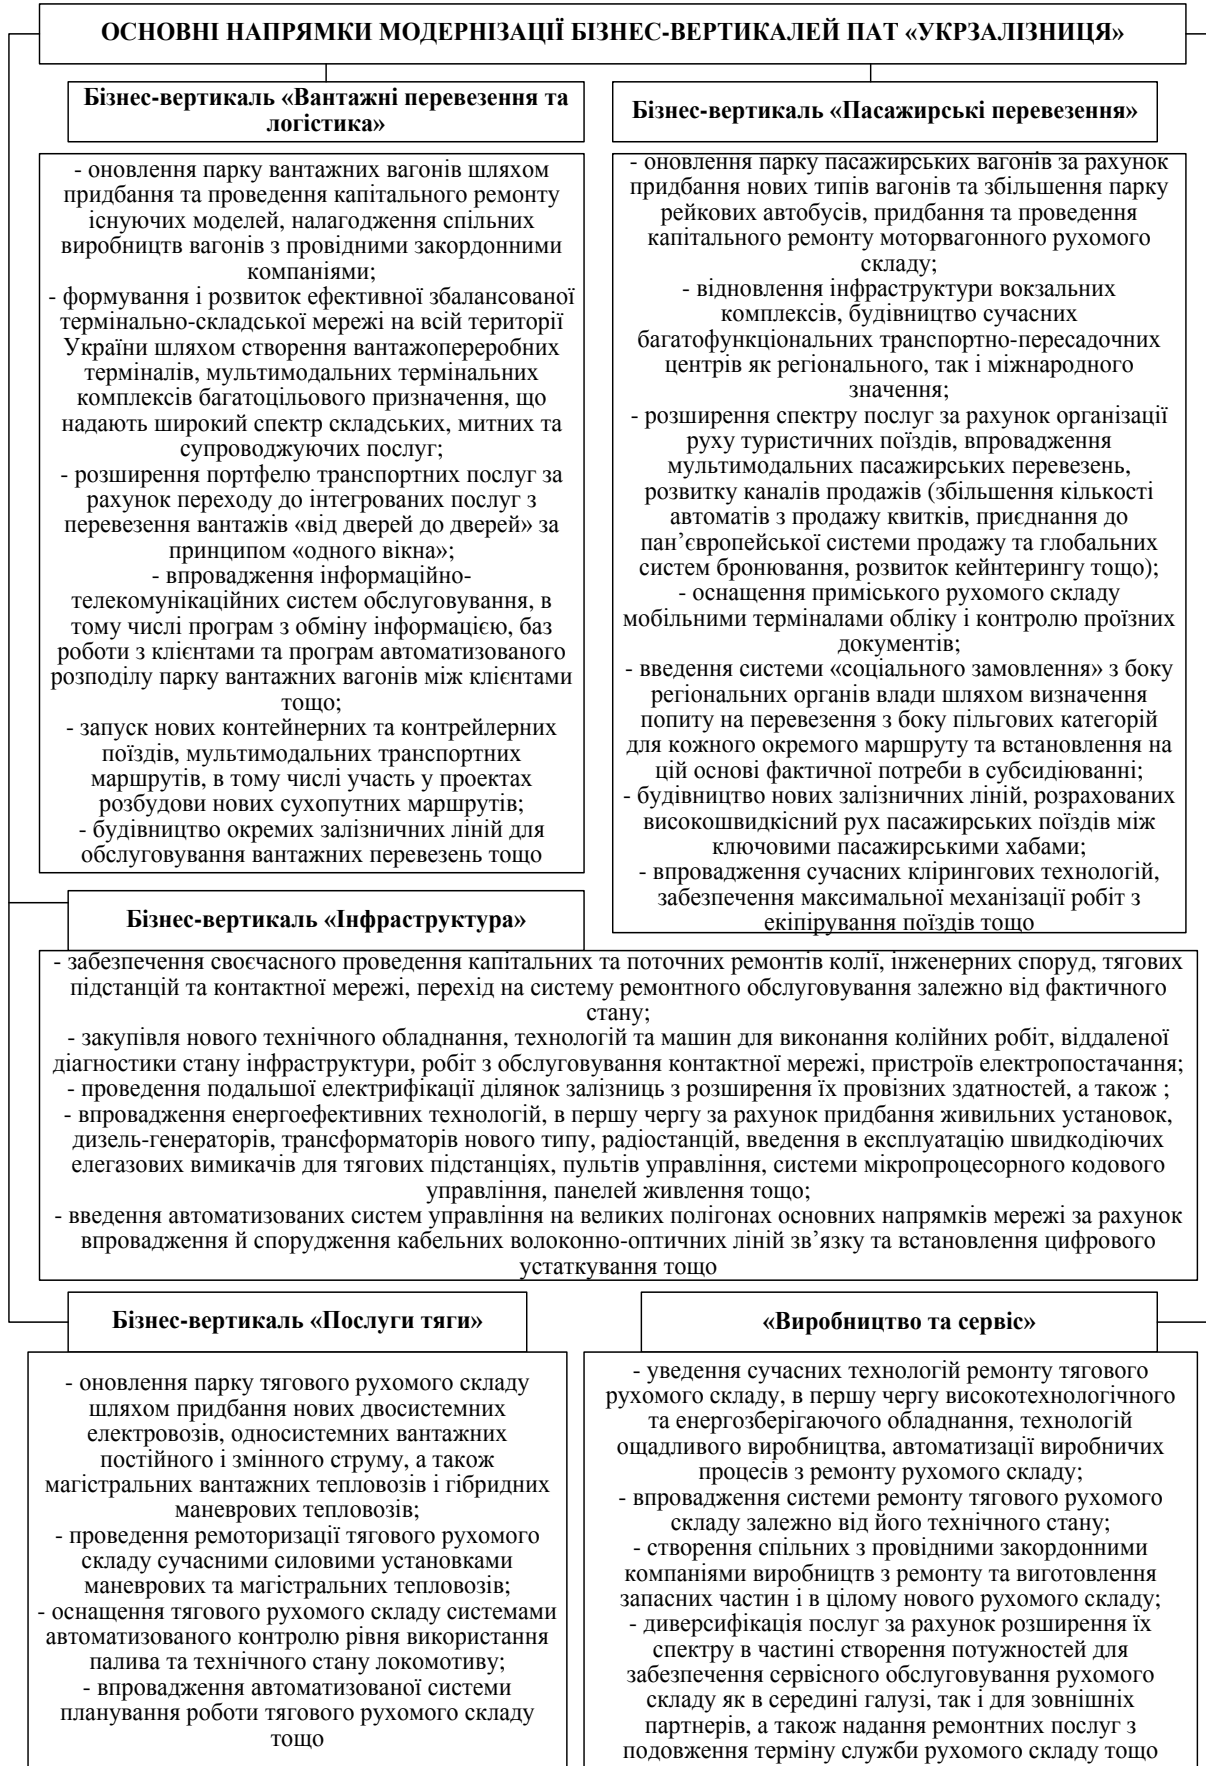 ОСНОВНІ НАПРЯМКИ МОДЕРНІЗАЦІЇ БІЗНЕС-ВЕРТИКАЛЕЙ ПАТ «УКРЗАЛІЗНИЦЯ»
Бізнес-вертикаль «Вантажні перевезення та
логістика»
- оновлення парку вантажних вагонів шляхом
придбання та проведення капітального ремонту
існуючих моделей, налагодження спільних
виробництв вагонів з провідними закордонними
компаніями;
- формування і розвиток ефективної збалансованої
термінально-складської мережі на всій території
України шляхом створення вантажопереробних
терміналів, мультимодальних термінальних
комплексів багатоцільового призначення, що
надають широкий спектр складських, митних та
супроводжуючих послуг;
- розширення портфелю транспортних послуг за
рахунок переходу до інтегрованих послуг з
перевезення вантажів «від дверей до дверей» за
принципом «одного вікна»;
- впровадження інформаційно-
телекомунікаційних систем обслуговування, в
тому числі програм з обміну інформацією, баз
роботи з клієнтами та програм автоматизованого
розподілу парку вантажних вагонів між клієнтами
тощо;
- запуск нових контейнерних та контрейлерних
поїздів, мультимодальних транспортних
маршрутів, в тому числі участь у проектах
розбудови нових сухопутних маршрутів;
- будівництво окремих залізничних ліній для
обслуговування вантажних перевезень тощо
Бізнес-вертикаль «Пасажирські перевезення»
- оновлення парку пасажирських вагонів за рахунок
придбання нових типів вагонів та збільшення парку
рейкових автобусів, придбання та проведення
капітального ремонту моторвагонного рухомого
складу;
- відновлення інфраструктури вокзальних
комплексів, будівництво сучасних
багатофункціональних транспортно-пересадочних
центрів як регіонального, так і міжнародного
значення;
- розширення спектру послуг за рахунок організації
руху туристичних поїздів, впровадження
мультимодальних пасажирських перевезень,
розвитку каналів продажів (збільшення кількості
автоматів з продажу квитків, приєднання до
пан’європейської системи продажу та глобальних
систем бронювання, розвиток кейнтерингу тощо);
- оснащення приміського рухомого складу
мобільними терміналами обліку і контролю проїзних
документів;
- введення системи «соціального замовлення» з боку
регіональних органів влади шляхом визначення
попиту на перевезення з боку пільгових категорій
для кожного окремого маршруту та встановлення на
цій основі фактичної потреби в субсидіюванні;
- будівництво нових залізничних ліній, розрахованих
високошвидкісний рух пасажирських поїздів між
ключовими пасажирськими хабами;
- впровадження сучасних клірингових технологій,
забезпечення максимальної механізації робіт з
екіпірування поїздів тощо
Бізнес-вертикаль «Інфраструктура»
- забезпечення своєчасного проведення капітальних та поточних ремонтів колії, інженерних споруд, тягових
підстанцій та контактної мережі, перехід на систему ремонтного обслуговування залежно від фактичного
стану;
- закупівля нового технічного обладнання, технологій та машин для виконання колійних робіт, віддаленої
діагностики стану інфраструктури, робіт з обслуговування контактної мережі, пристроїв електропостачання;
- проведення подальшої електрифікації ділянок залізниць з розширення їх провізних здатностей, а також ;
- впровадження енергоефективних технологій, в першу чергу за рахунок придбання живильних установок,
дизель-генераторів, трансформаторів нового типу, радіостанцій, введення в експлуатацію швидкодіючих
елегазових вимикачів для тягових підстанціях, пультів управління, системи мікропроцесорного кодового
управління, панелей живлення тощо;
- введення автоматизованих систем управління на великих полігонах основних напрямків мережі за рахунок
впровадження й спорудження кабельних волоконно-оптичних ліній зв’язку та встановлення цифрового
устаткування тощо
Бізнес-вертикаль «Послуги тяги»
- оновлення парку тягового рухомого складу
шляхом придбання нових двосистемних
електровозів, односистемних вантажних
постійного і змінного струму, а також
магістральних вантажних тепловозів і гібридних
маневрових тепловозів;
- проведення ремоторизації тягового рухомого
складу сучасними силовими установками
маневрових та магістральних тепловозів;
- оснащення тягового рухомого складу системами
автоматизованого контролю рівня використання
палива та технічного стану локомотиву;
- впровадження автоматизованої системи
планування роботи тягового рухомого складу
тощо
«Виробництво та сервіс»
- уведення сучасних технологій ремонту тягового
рухомого складу, в першу чергу високотехнологічного
та енергозберігаючого обладнання, технологій
ощадливого виробництва, автоматизації виробничих
процесів з ремонту рухомого складу;
- впровадження системи ремонту тягового рухомого
складу залежно від його технічного стану;
- створення спільних з провідними закордонними
компаніями виробництв з ремонту та виготовлення
запасних частин і в цілому нового рухомого складу;
- диверсифікація послуг за рахунок розширення їх
спектру в частині створення потужностей для
забезпечення сервісного обслуговування рухомого
складу як в середині галузі, так і для зовнішніх
партнерів, а також надання ремонтних послуг з
подовження терміну служби рухомого складу тощо